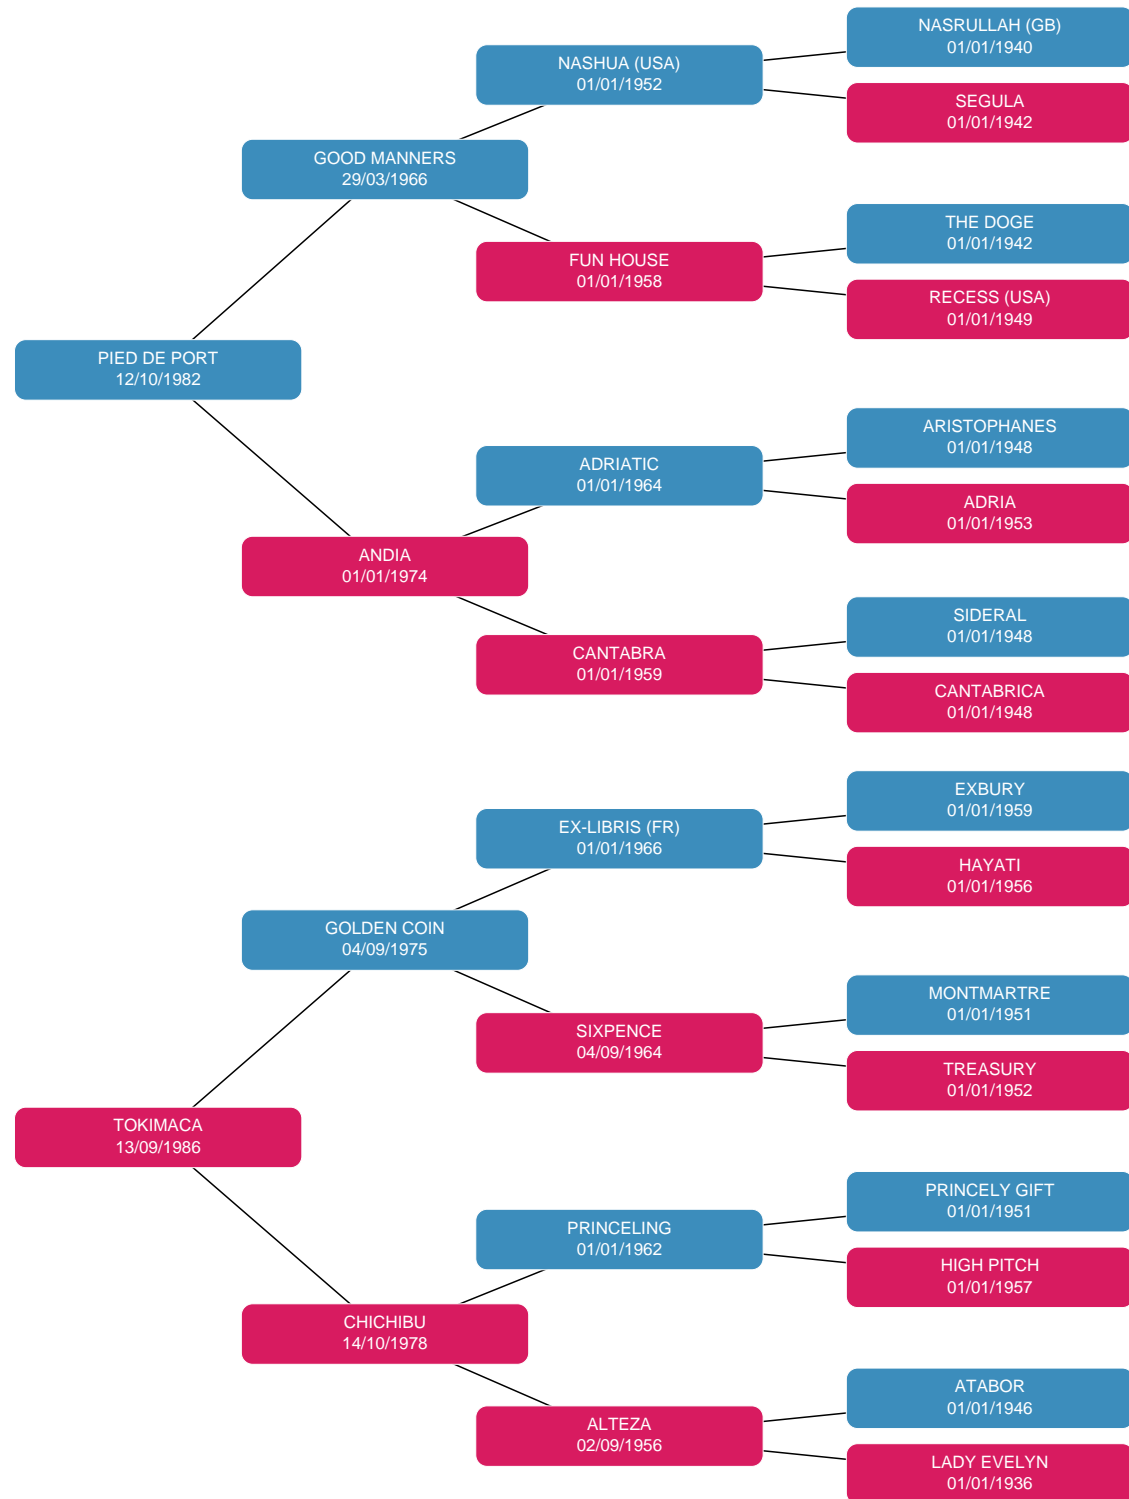 NASRULLAH (GB)
01/01/1940
NASHUA (USA)
01/01/1952
SEGULA
01/01/1942
GOOD MANNERS
29/03/1966
THE DOGE
01/01/1942
FUN HOUSE
01/01/1958
RECESS (USA)
01/01/1949
PIED DE PORT
12/10/1982
ARISTOPHANES
01/01/1948
ADRIATIC
01/01/1964
ADRIA
01/01/1953
ANDIA
01/01/1974
SIDERAL
01/01/1948
CANTABRA
01/01/1959
CANTABRICA
01/01/1948
EXBURY
01/01/1959
EX-LIBRIS (FR)
01/01/1966
HAYATI
01/01/1956
GOLDEN COIN
04/09/1975
MONTMARTRE
01/01/1951
SIXPENCE
04/09/1964
TREASURY
01/01/1952
TOKIMACA
13/09/1986
PRINCELY GIFT
01/01/1951
PRINCELING
01/01/1962
HIGH PITCH
01/01/1957
CHICHIBU
14/10/1978
ATABOR
01/01/1946
ALTEZA
02/09/1956
LADY EVELYN
01/01/1936